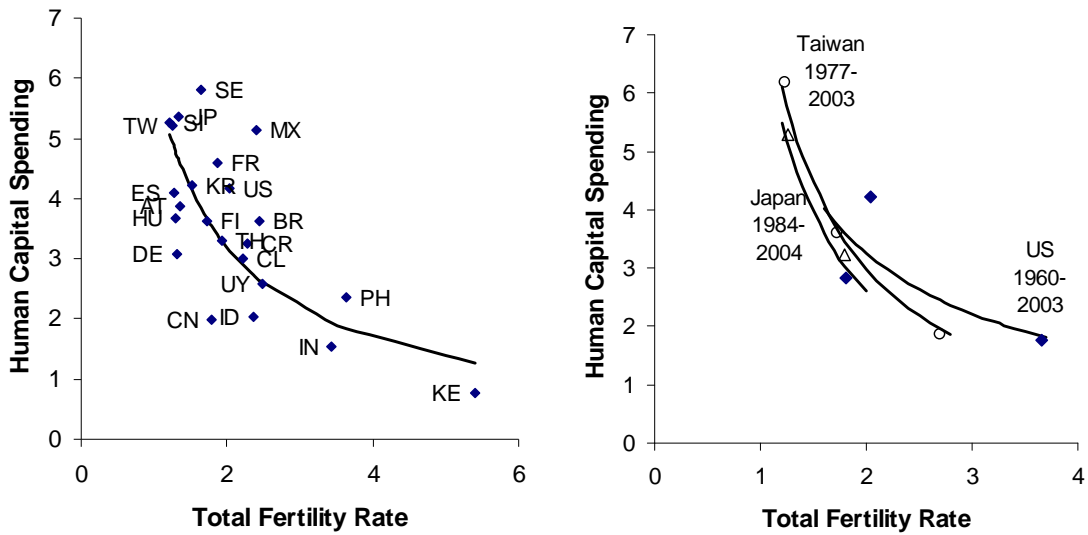 Human Capital Spending
7
6
5
4
3
2
1
0
SE
JP
TW SI
MX
FR
KR US
ES
AT
HU FI BR
TH CR
DE CL
UY
PH
CN ID
IN
KE
0 2 4 6
Total Fertility Rate
Human Capital Spending
7
6
5
4
3
2
1
0
Taiwan
1977-
2003
Japan
1984-
2004
US
1960-
2003
0 1 2 3 4
Total Fertility Rate